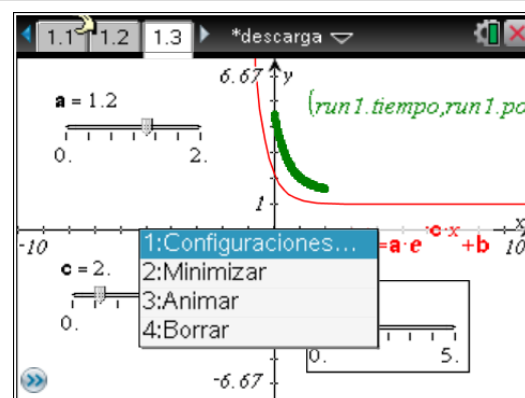 1.1 1.2 1.3 *descarga
6.67 y
a = 1.2
(run1.tiempo,run1.po
0. 2.
1
-10 x 10
=a·e^-c·x+b
1:Configuraciones...
c = 2.
2:Minimizar
3:Animar
0.
4:Borrar
0. 5.
-6.67